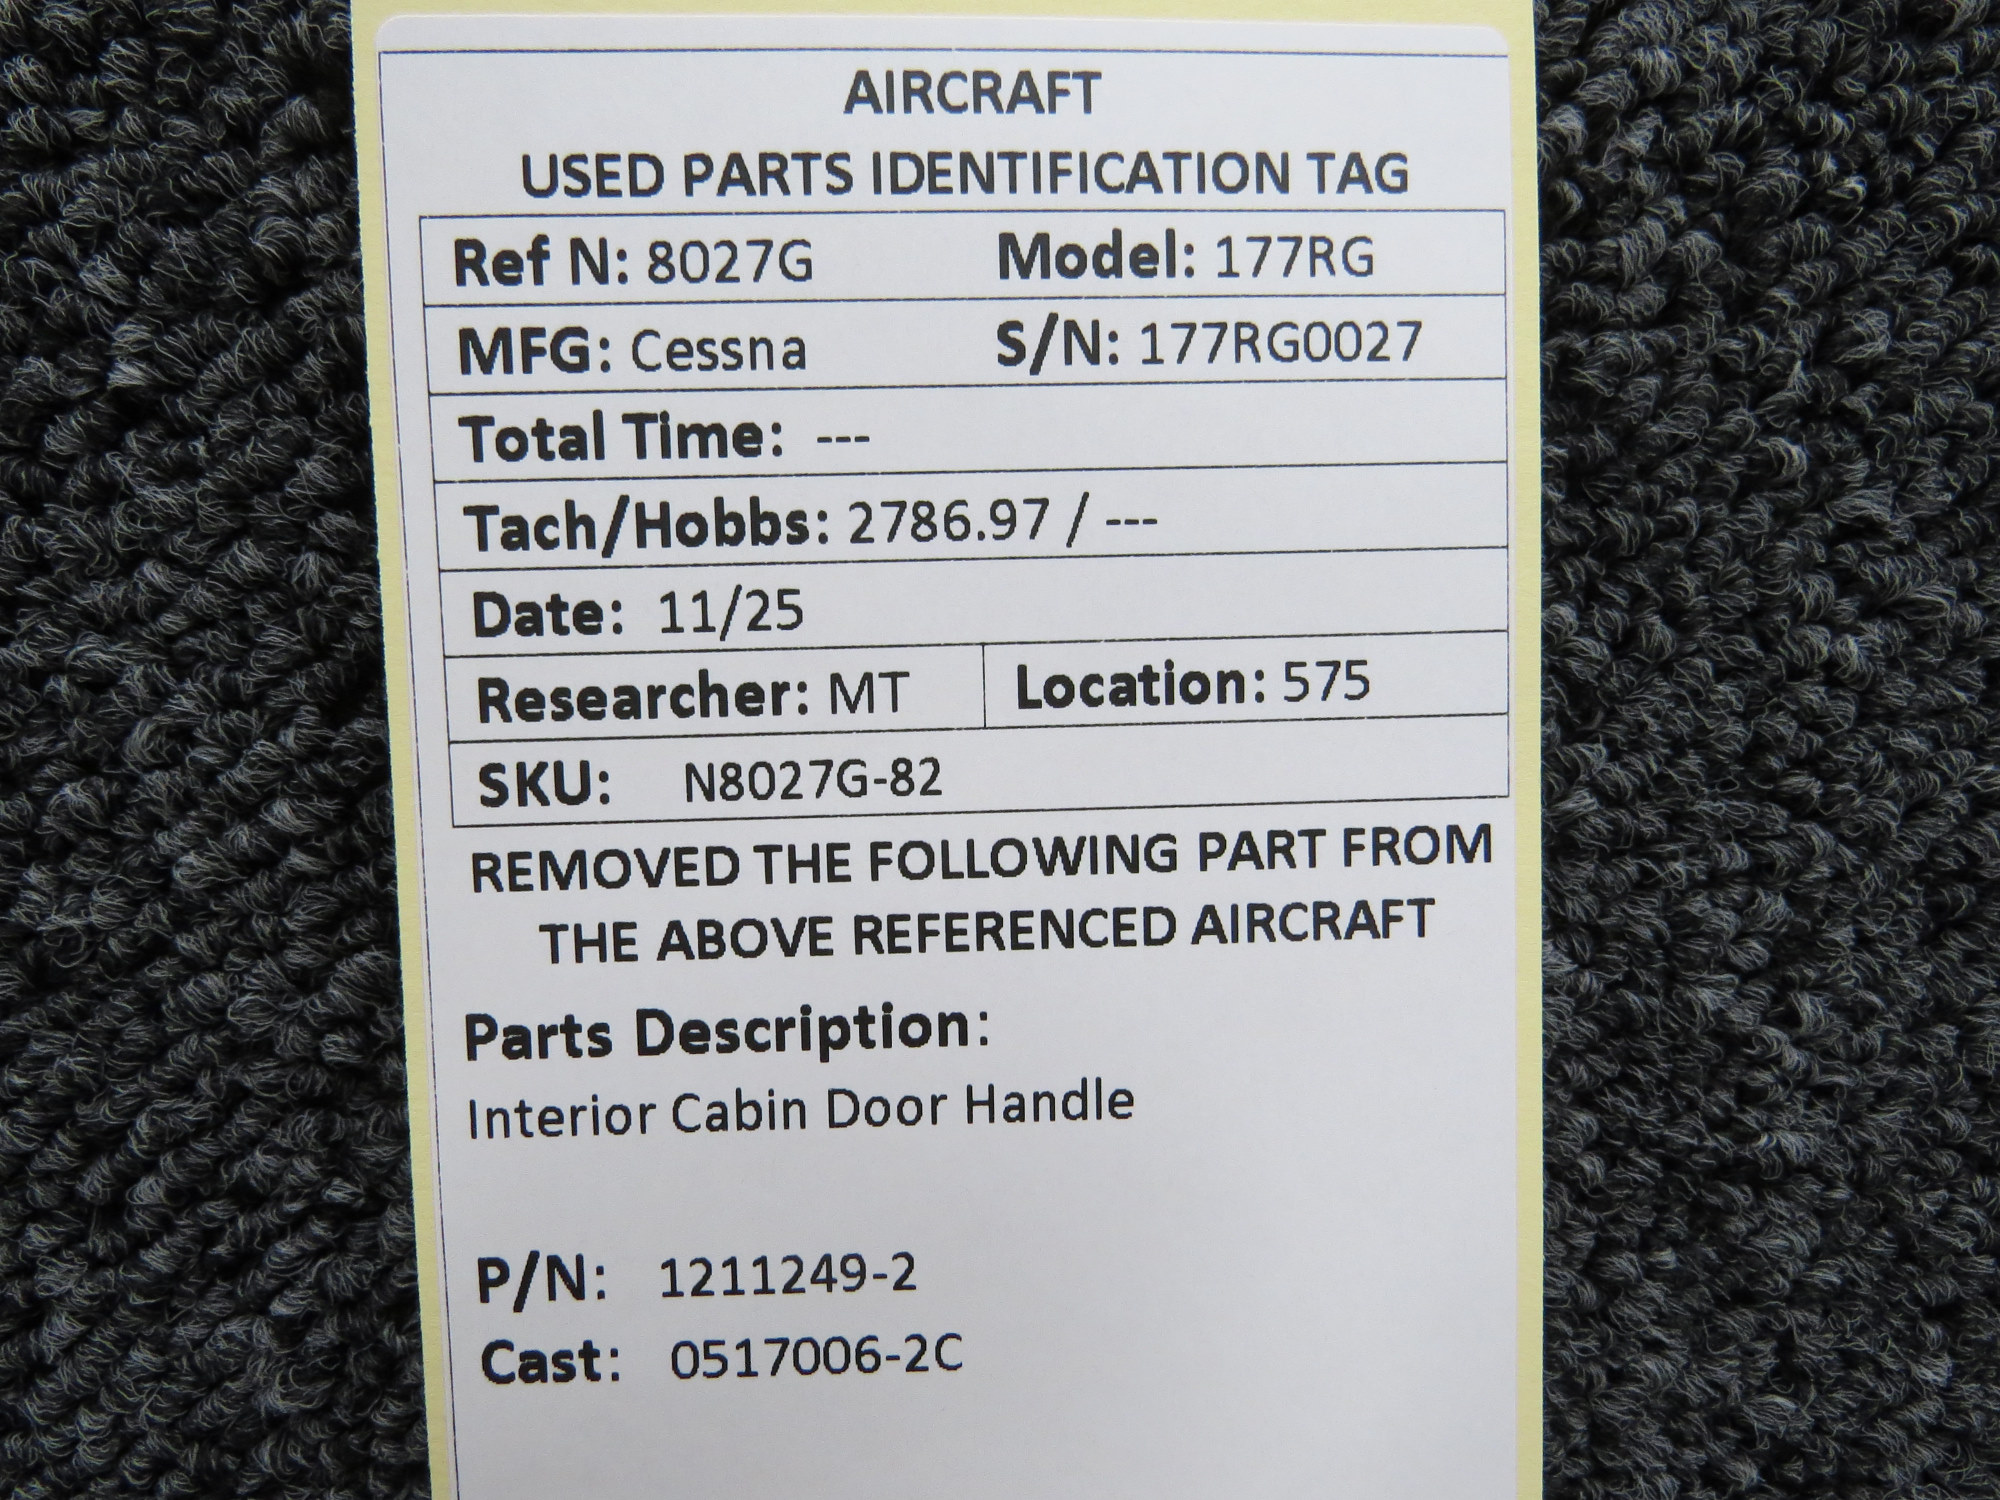 AIRCRAFT
USED PARTS IDENTIFICATION TAG
Ref N: 8027G Model: 177RG
MFG: Cessna S/N: 177RG0027
Total Time: ---
Tach/Hobbs: 2786.97 / ---
Date: 11/25
Researcher: MT Location: 575
SKU: N8027G-82
REMOVED THE FOLLOWING PART FROM
THE ABOVE REFERENCED AIRCRAFT
Parts Description:
Interior Cabin Door Handle
P/N: 1211249-2
Cast: 0517006-2C